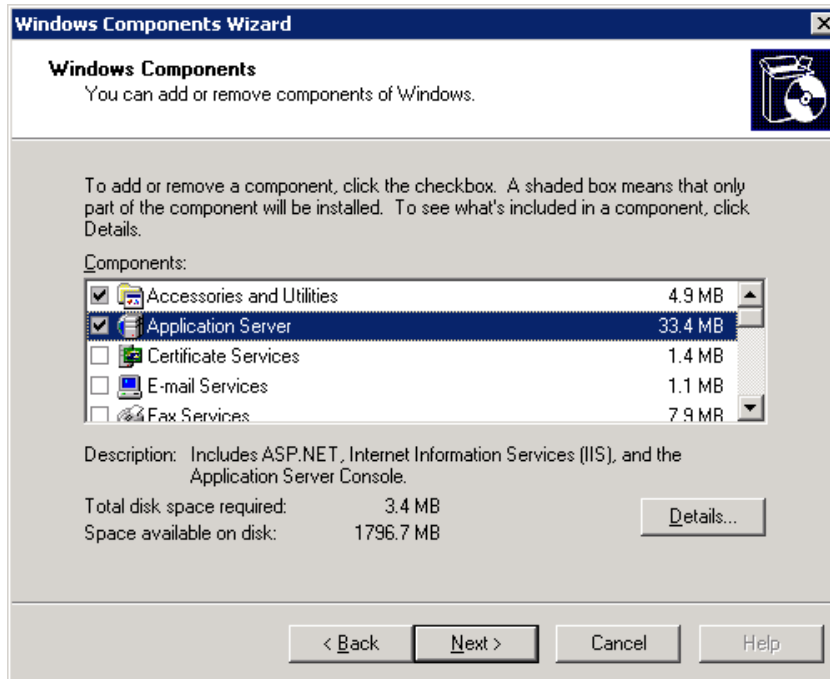 Windows Components Wizard
Windows Components
You can add or remove components of Windows.
To add or remove a component, click the checkbox. A shaded box means that only
part of the component will be installed. To see what's included in a component, click
Details.
Components:
Accessories and Utilities 4.9 MB
Application Server 33.4 MB
Certificate Services 1.4 MB
E-mail Services 1.1 MB
Fax Services 7.9 MB
Description: Includes ASP.NET, Internet Information Services (IIS), and the
Application Server Console.
Total disk space required: 3.4 MB
Space available on disk: 1796.7 MB
Details...
< Back Next > Cancel Help